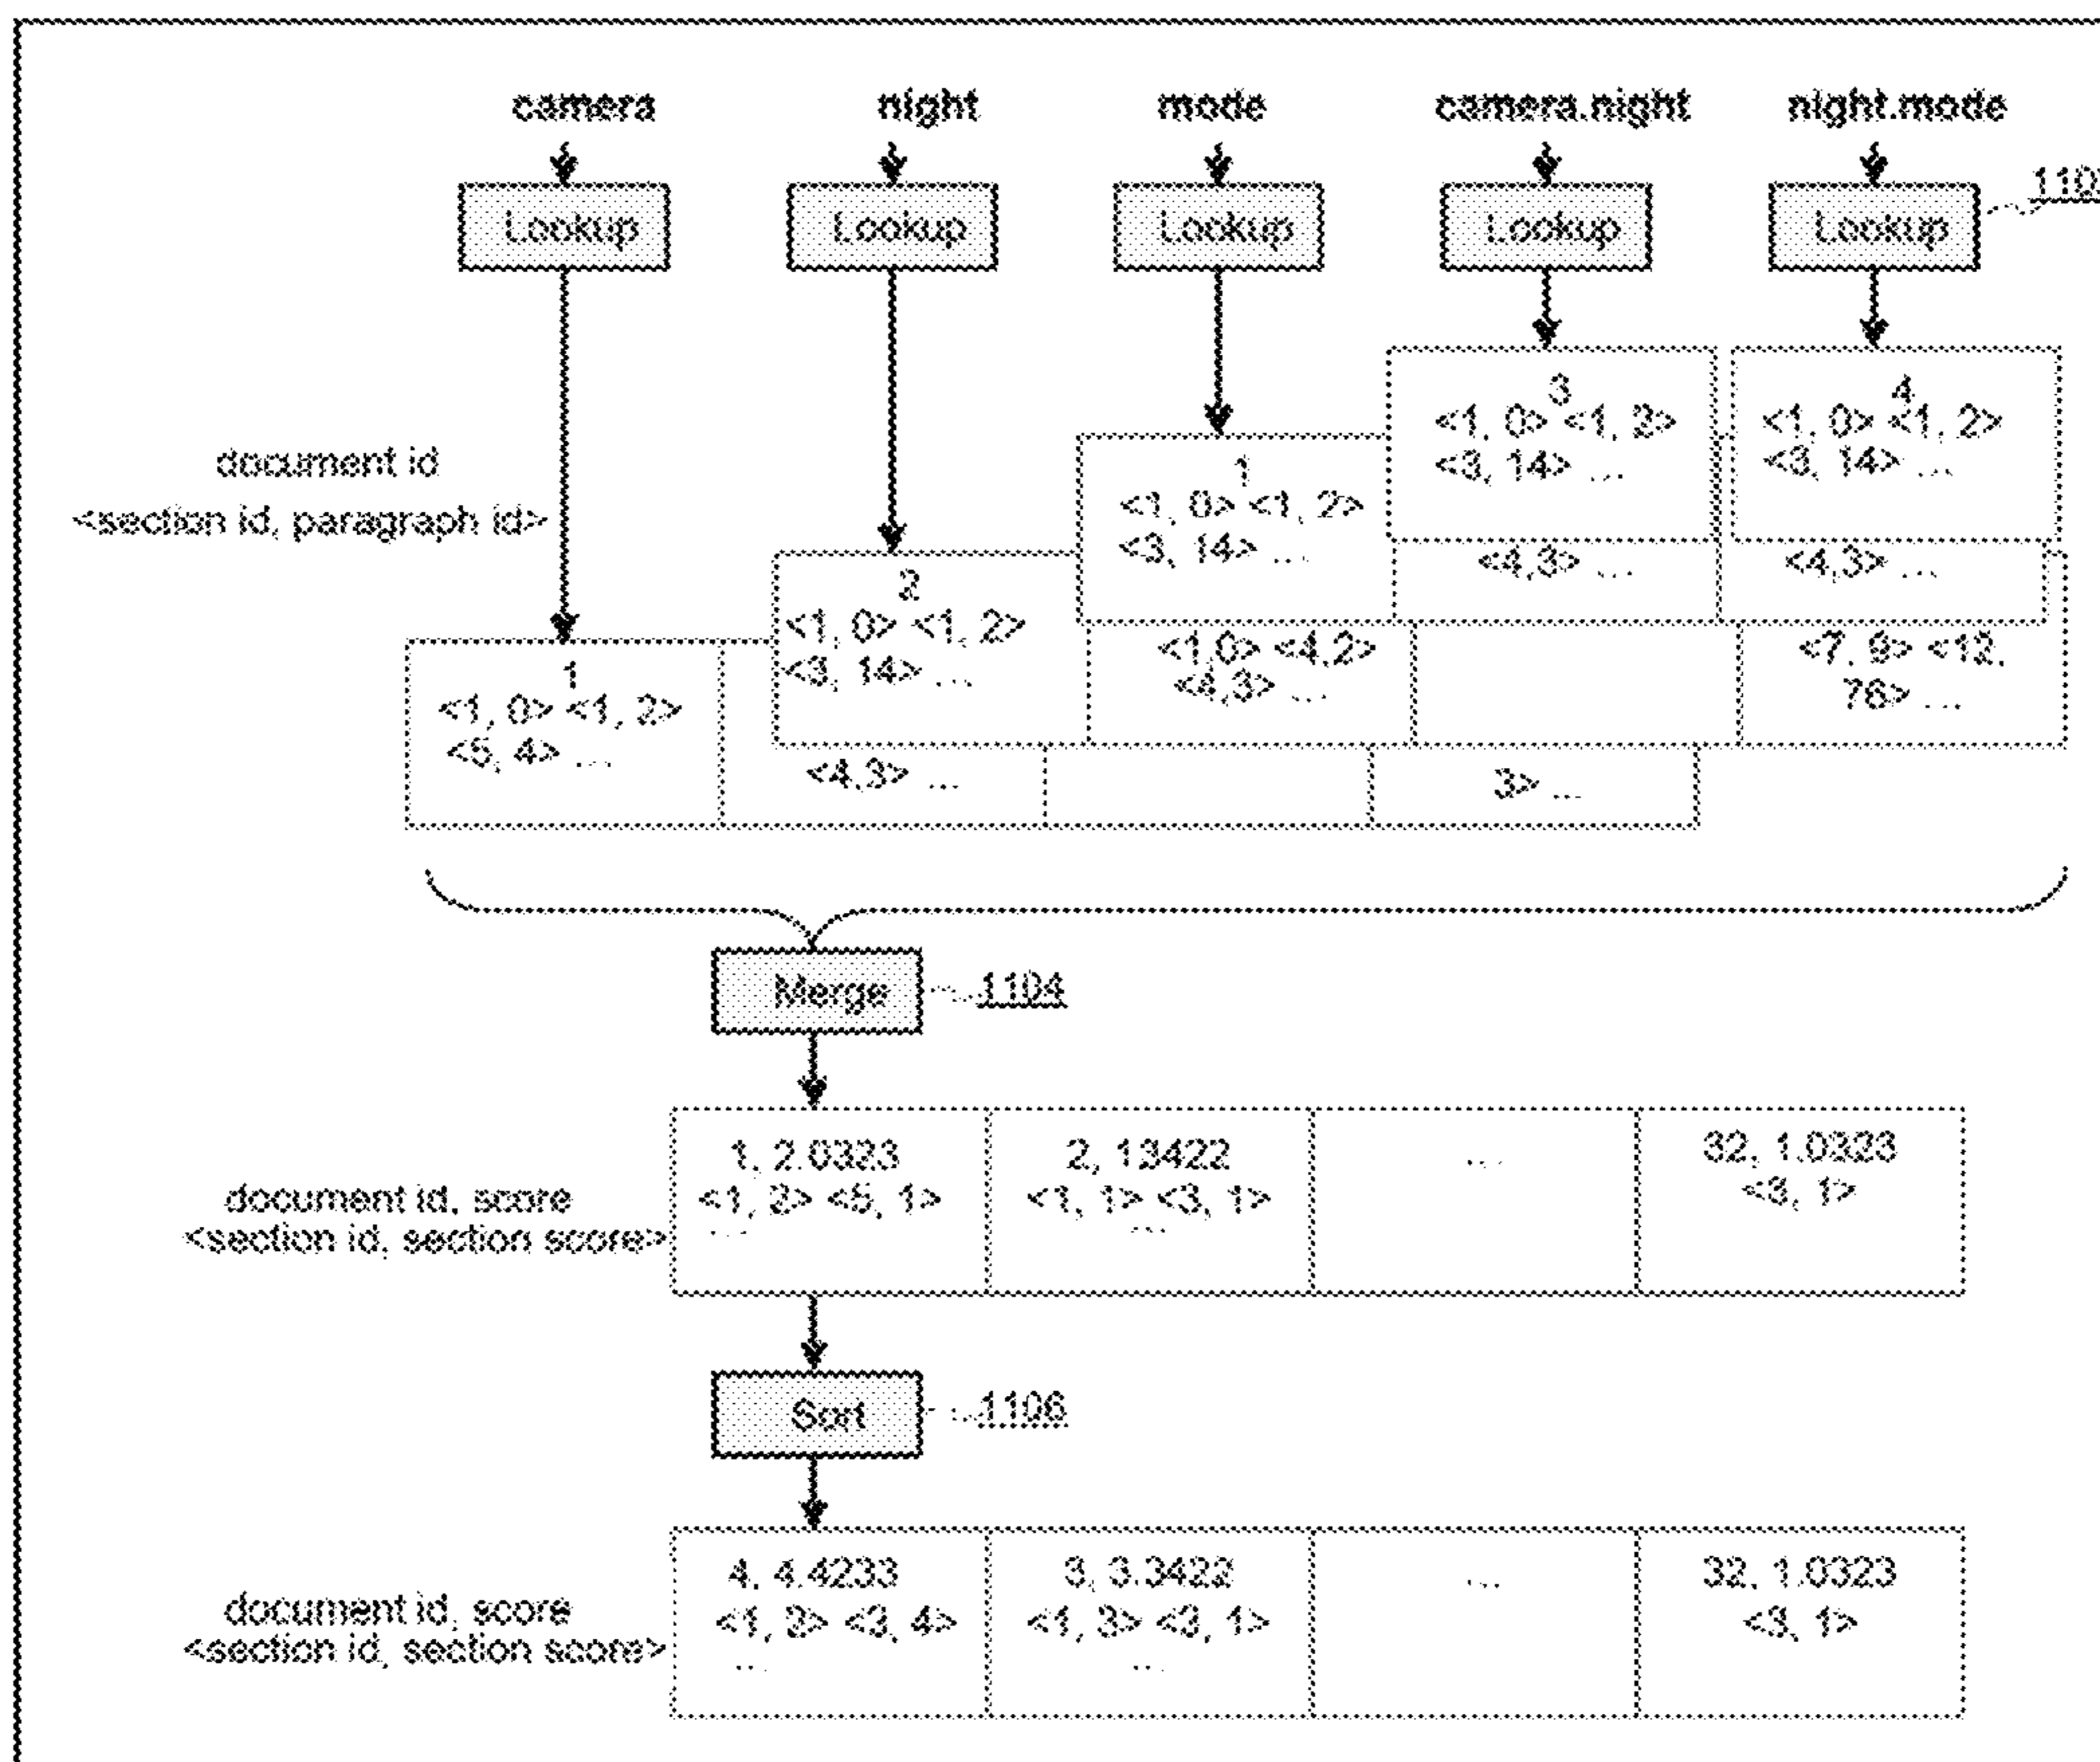 camera night mode camera.night night.mode
Lookup Lookup Lookup Lookup Lookup
document id
<section id, paragraph id>
3
<1, 0> <1, 2>
<3, 14> ...
4
<1, 0> <1, 2>
<3, 14> ...
1
<1, 0> <1, 2>
<3, 14> ...
<4,3> ...
<4,3> ...
2
<1, 0> <1, 2>
<3, 14> ...
<1,0> <4,2>
<4,3> ...
<7, 9> <12,
76> ...
1
<1, 0> <1, 2>
<5, 4> ...
<4,3> ...
3> ...
Merge 1104
document id, score
<section id, section score>
1, 2.0323
<1, 2> <5, 1>
...
2, 13422
<1, 1> <3, 1>
...
...
32, 1.0323
<3, 1>
Sort 1106
document id, score
<section id, section score>
4, 4.4233
<1, 2> <3, 4>
...
3, 3.3422
<1, 3> <3, 1>
...
...
32, 1.0323
<3, 1>